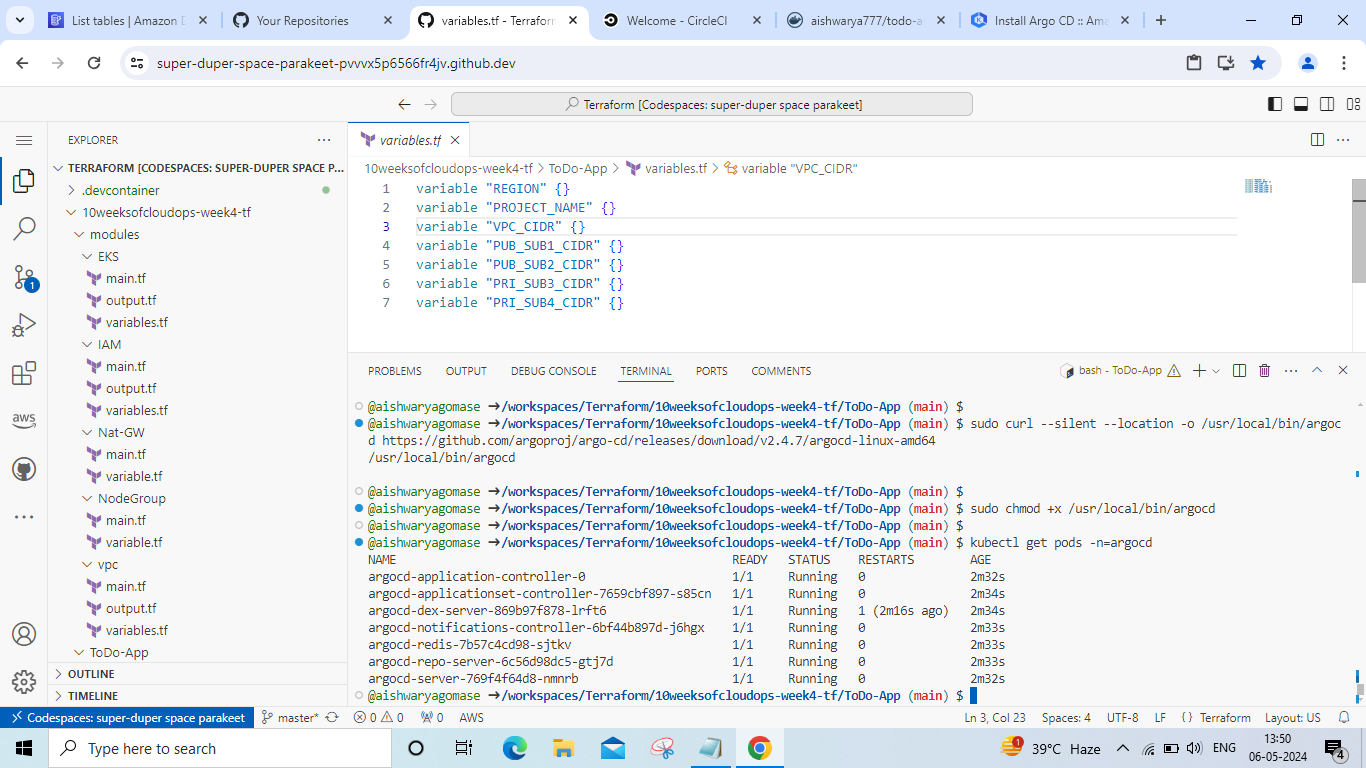 List tables | Amazon D
Your Repositories
variables.tf - Terraform
Welcome - CircleCI
aishwarya777/todo-a
Install Argo CD :: Ama
super-duper-space-parakeet-pvvvx5p6566fr4jv.github.dev
Terraform [Codespaces: super-duper space parakeet]
EXPLORER
TERRAFORM [CODESPACES: SUPER-DUPER SPACE P...
.devcontainer
10weeksofcloudops-week4-tf
modules
EKS
main.tf
output.tf
variables.tf
IAM
main.tf
output.tf
variables.tf
Nat-GW
main.tf
variable.tf
NodeGroup
main.tf
variable.tf
vpc
main.tf
output.tf
variables.tf
ToDo-App
OUTLINE
TIMELINE
1
aws
variables.tf
10weeksofcloudops-week4-tf > ToDo-App > variables.tf > variable "VPC_CIDR"
1 variable "REGION" {}
2 variable "PROJECT_NAME" {}
3 variable "VPC_CIDR" {}
4 variable "PUB_SUB1_CIDR" {}
5 variable "PUB_SUB2_CIDR" {}
6 variable "PRI_SUB3_CIDR" {}
7 variable "PRI_SUB4_CIDR" {}
PROBLEMS OUTPUT DEBUG CONSOLE TERMINAL PORTS COMMENTS
bash - ToDo-App
@aishwaryagomase ➜/workspaces/Terraform/10weeksofcloudops-week4-tf/ToDo-App (main) $
@aishwaryagomase ➜/workspaces/Terraform/10weeksofcloudops-week4-tf/ToDo-App (main) $ sudo curl --silent --location -o /usr/local/bin/argoc
d https://github.com/argoproj/argo-cd/releases/download/v2.4.7/argocd-linux-amd64
/usr/local/bin/argocd
@aishwaryagomase ➜/workspaces/Terraform/10weeksofcloudops-week4-tf/ToDo-App (main) $
@aishwaryagomase ➜/workspaces/Terraform/10weeksofcloudops-week4-tf/ToDo-App (main) $ sudo chmod +x /usr/local/bin/argocd
@aishwaryagomase ➜/workspaces/Terraform/10weeksofcloudops-week4-tf/ToDo-App (main) $
@aishwaryagomase ➜/workspaces/Terraform/10weeksofcloudops-week4-tf/ToDo-App (main) $ kubectl get pods -n=argocd
NAME READY STATUS RESTARTS AGE
argocd-application-controller-0 1/1 Running 0 2m32s
argocd-applicationset-controller-7659cbf897-s85cn 1/1 Running 0 2m34s
argocd-dex-server-869b97f878-lrft6 1/1 Running 1 (2m16s ago) 2m34s
argocd-notifications-controller-6bf44b897d-j6hgx 1/1 Running 0 2m33s
argocd-redis-7b57c4cd98-sjtkv 1/1 Running 0 2m33s
argocd-repo-server-6c56d98dc5-gtj7d 1/1 Running 0 2m33s
argocd-server-769f4f64d8-nmnrb 1/1 Running 0 2m32s
@aishwaryagomase ➜/workspaces/Terraform/10weeksofcloudops-week4-tf/ToDo-App (main) $
Codespaces: super-duper space parakeet master* 0 0 0 AWS
Ln 3, Col 23 Spaces: 4 UTF-8 LF {} Terraform Layout: US
Type here to search
1
39°C Haze
ENG
13:50
06-05-2024
4